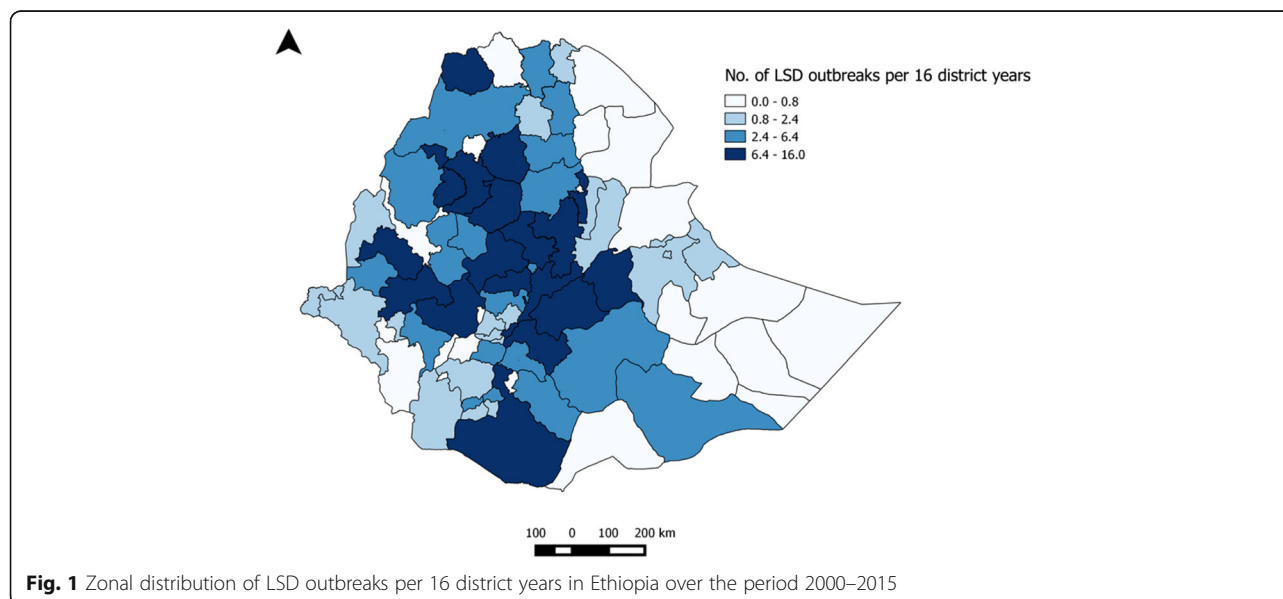 No. of LSD outbreaks per 16 district years
0.0 - 0.8
0.8 - 2.4
2.4 - 6.4
6.4 - 16.0
100 0 100 200 km
Fig. 1 Zonal distribution of LSD outbreaks per 16 district years in Ethiopia over the period 2000–2015